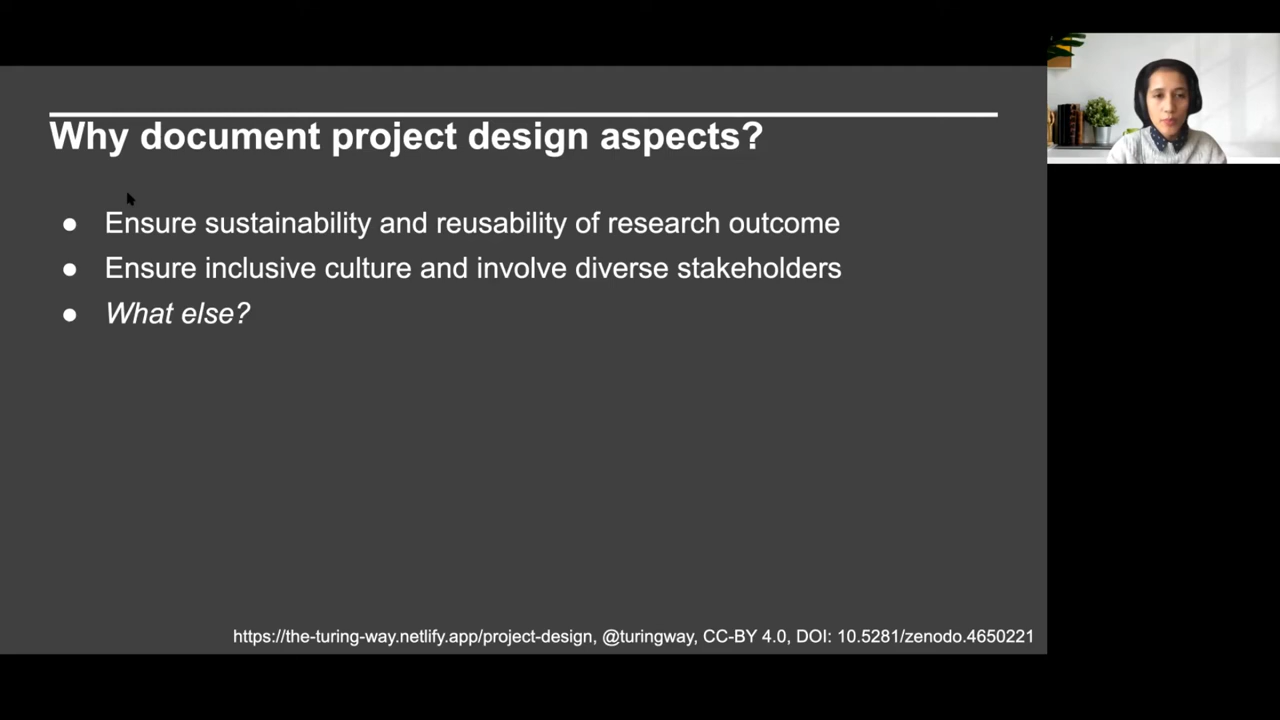 Why document project design aspects?
● Ensure sustainability and reusability of research outcome
● Ensure inclusive culture and involve diverse stakeholders
● What else?
https://the-turing-way.netlify.app/project-design, @turingway, CC-BY 4.0, DOI: 10.5281/zenodo.4650221